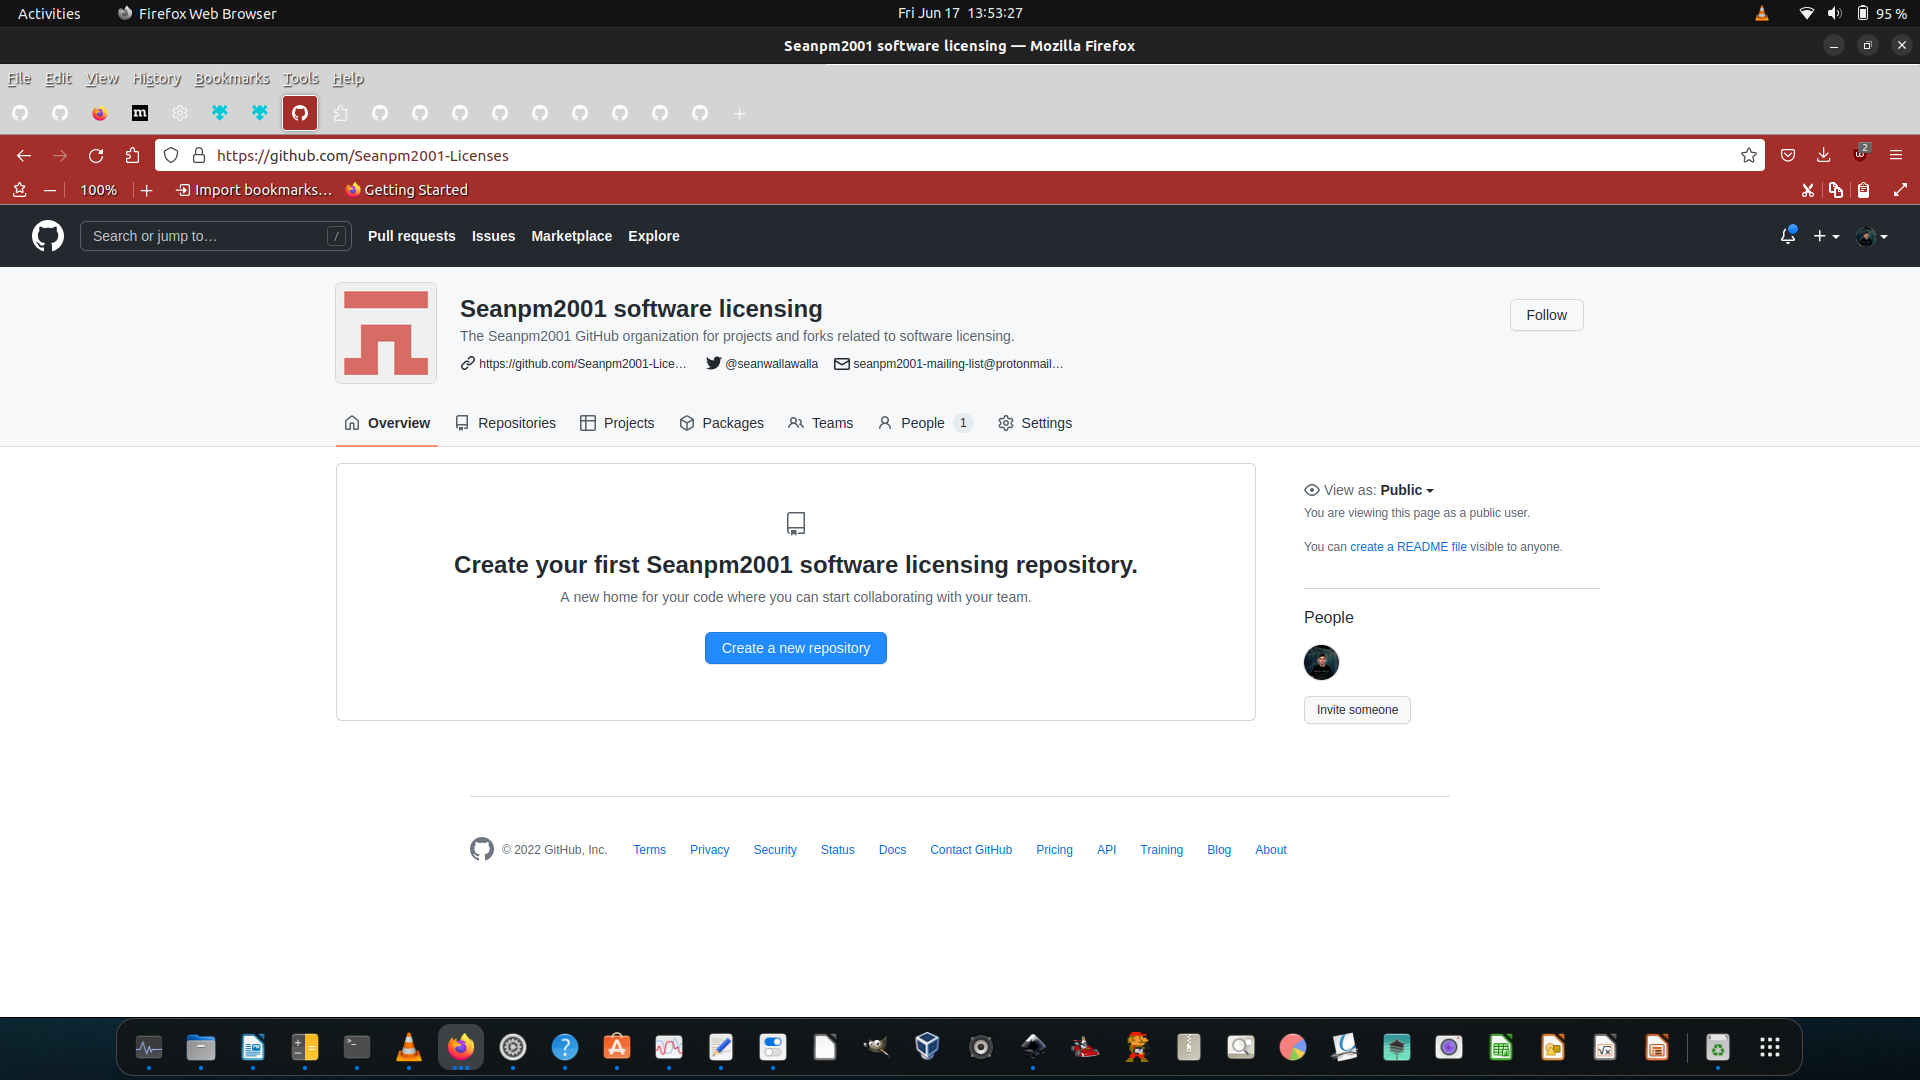 Activities Firefox Web Browser Fri Jun 17 13:53:27 95 %
Seanpm2001 software licensing — Mozilla Firefox
File Edit View History Bookmarks Tools Help
m
https://github.com/Seanpm2001-Licenses 2
100% Import bookmarks… Getting Started
Search or jump to… / Pull requests Issues Marketplace Explore
Seanpm2001 software licensing
Follow
The Seanpm2001 GitHub organization for projects and forks related to software licensing.
https://github.com/Seanpm2001-Lice… @seanwallawalla seanpm2001-mailing-list@protonmail…
Overview Repositories Projects Packages Teams People 1 Settings
View as: Public
You are viewing this page as a public user.
You can create a README file visible to anyone.
Create your first Seanpm2001 software licensing repository.
A new home for your code where you can start collaborating with your team.
Create a new repository
People
Invite someone
© 2022 GitHub, Inc. Terms Privacy Security Status Docs Contact GitHub Pricing API Training Blog About